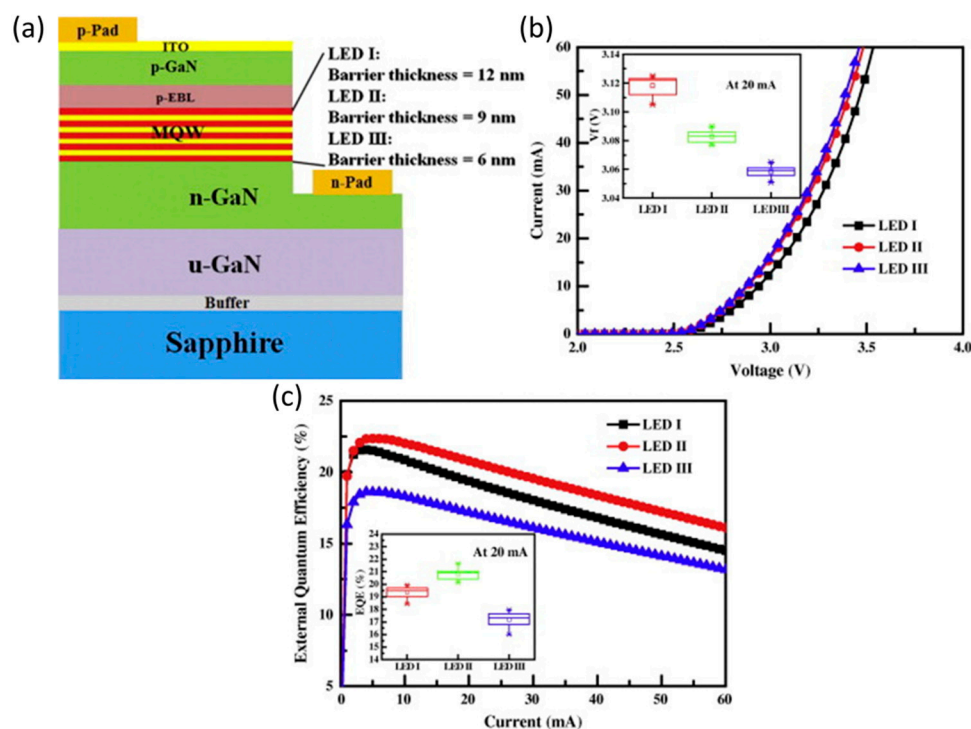 (a)
p-Pad
ITO
p-GaN
p-EBL
MQW
n-GaN
n-Pad
u-GaN
Buffer
Sapphire
LED I:
Barrier thickness = 12 nm
LED II:
Barrier thickness = 9 nm
LED III:
Barrier thickness = 6 nm
(b)
Current (mA)
60
50
40
30
20
10
0
2.0 2.5 3.0 3.5 4.0
Voltage (V)
LED I
LED II
LED III
At 20 mA
Vf (V)
3.12
3.10
3.08
3.06
3.04
LED I LED II LED III
(c)
External Quantum Efficiency (%)
25
20
15
10
5
0 10 20 30 40 50 60
Current (mA)
LED I
LED II
LED III
At 20 mA
EQE (%)
24
23
22
21
20
19
18
17
16
15
14
LED I LED II LED III